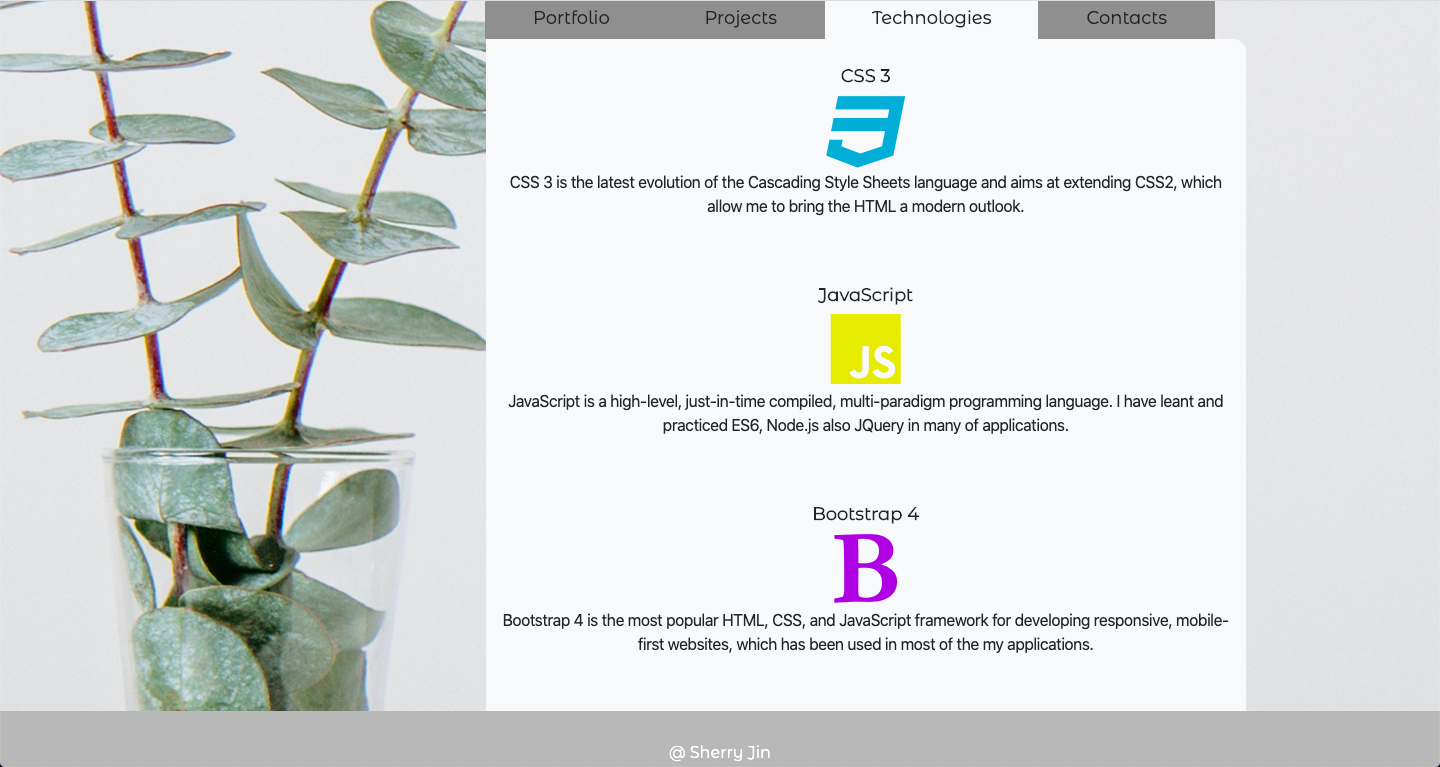 Portfolio Projects Technologies Contacts
CSS 3
CSS 3 is the latest evolution of the Cascading Style Sheets language and aims at extending CSS2, which
allow me to bring the HTML a modern outlook.
JavaScript
JS
JavaScript is a high-level, just-in-time compiled, multi-paradigm programming language. I have leant and
practiced ES6, Node.js also JQuery in many of applications.
Bootstrap 4
B
Bootstrap 4 is the most popular HTML, CSS, and JavaScript framework for developing responsive, mobile-
first websites, which has been used in most of the my applications.
@ Sherry Jin